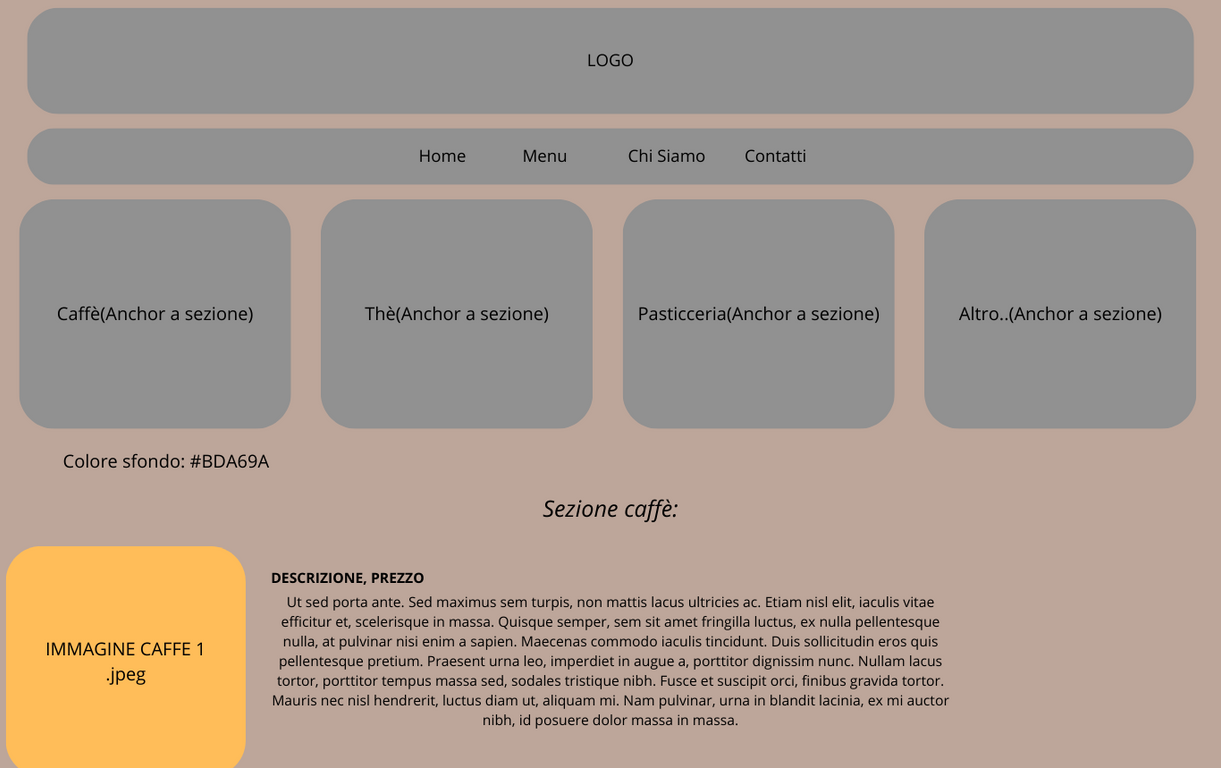 LOGO
Home Menu Chi Siamo Contatti
Caffè(Anchor a sezione) Thè(Anchor a sezione) Pasticceria(Anchor a sezione) Altro..(Anchor a sezione)
Colore sfondo: #BDA69A
Sezione caffè:
IMMAGINE CAFFE 1
.jpeg
DESCRIZIONE, PREZZO
Ut sed porta ante. Sed maximus sem turpis, non mattis lacus ultricies ac. Etiam nisl elit, iaculis vitae
efficitur et, scelerisque in massa. Quisque semper, sem sit amet fringilla luctus, ex nulla pellentesque
nulla, at pulvinar nisi enim a sapien. Maecenas commodo iaculis tincidunt. Duis sollicitudin eros quis
pellentesque pretium. Praesent urna leo, imperdiet in augue a, porttitor dignissim nunc. Nullam lacus
tortor, porttitor tempus massa sed, sodales tristique nibh. Fusce et suscipit orci, finibus gravida tortor.
Mauris nec nisl hendrerit, luctus diam ut, aliquam mi. Nam pulvinar, urna in blandit lacinia, ex mi auctor
nibh, id posuere dolor massa in massa.